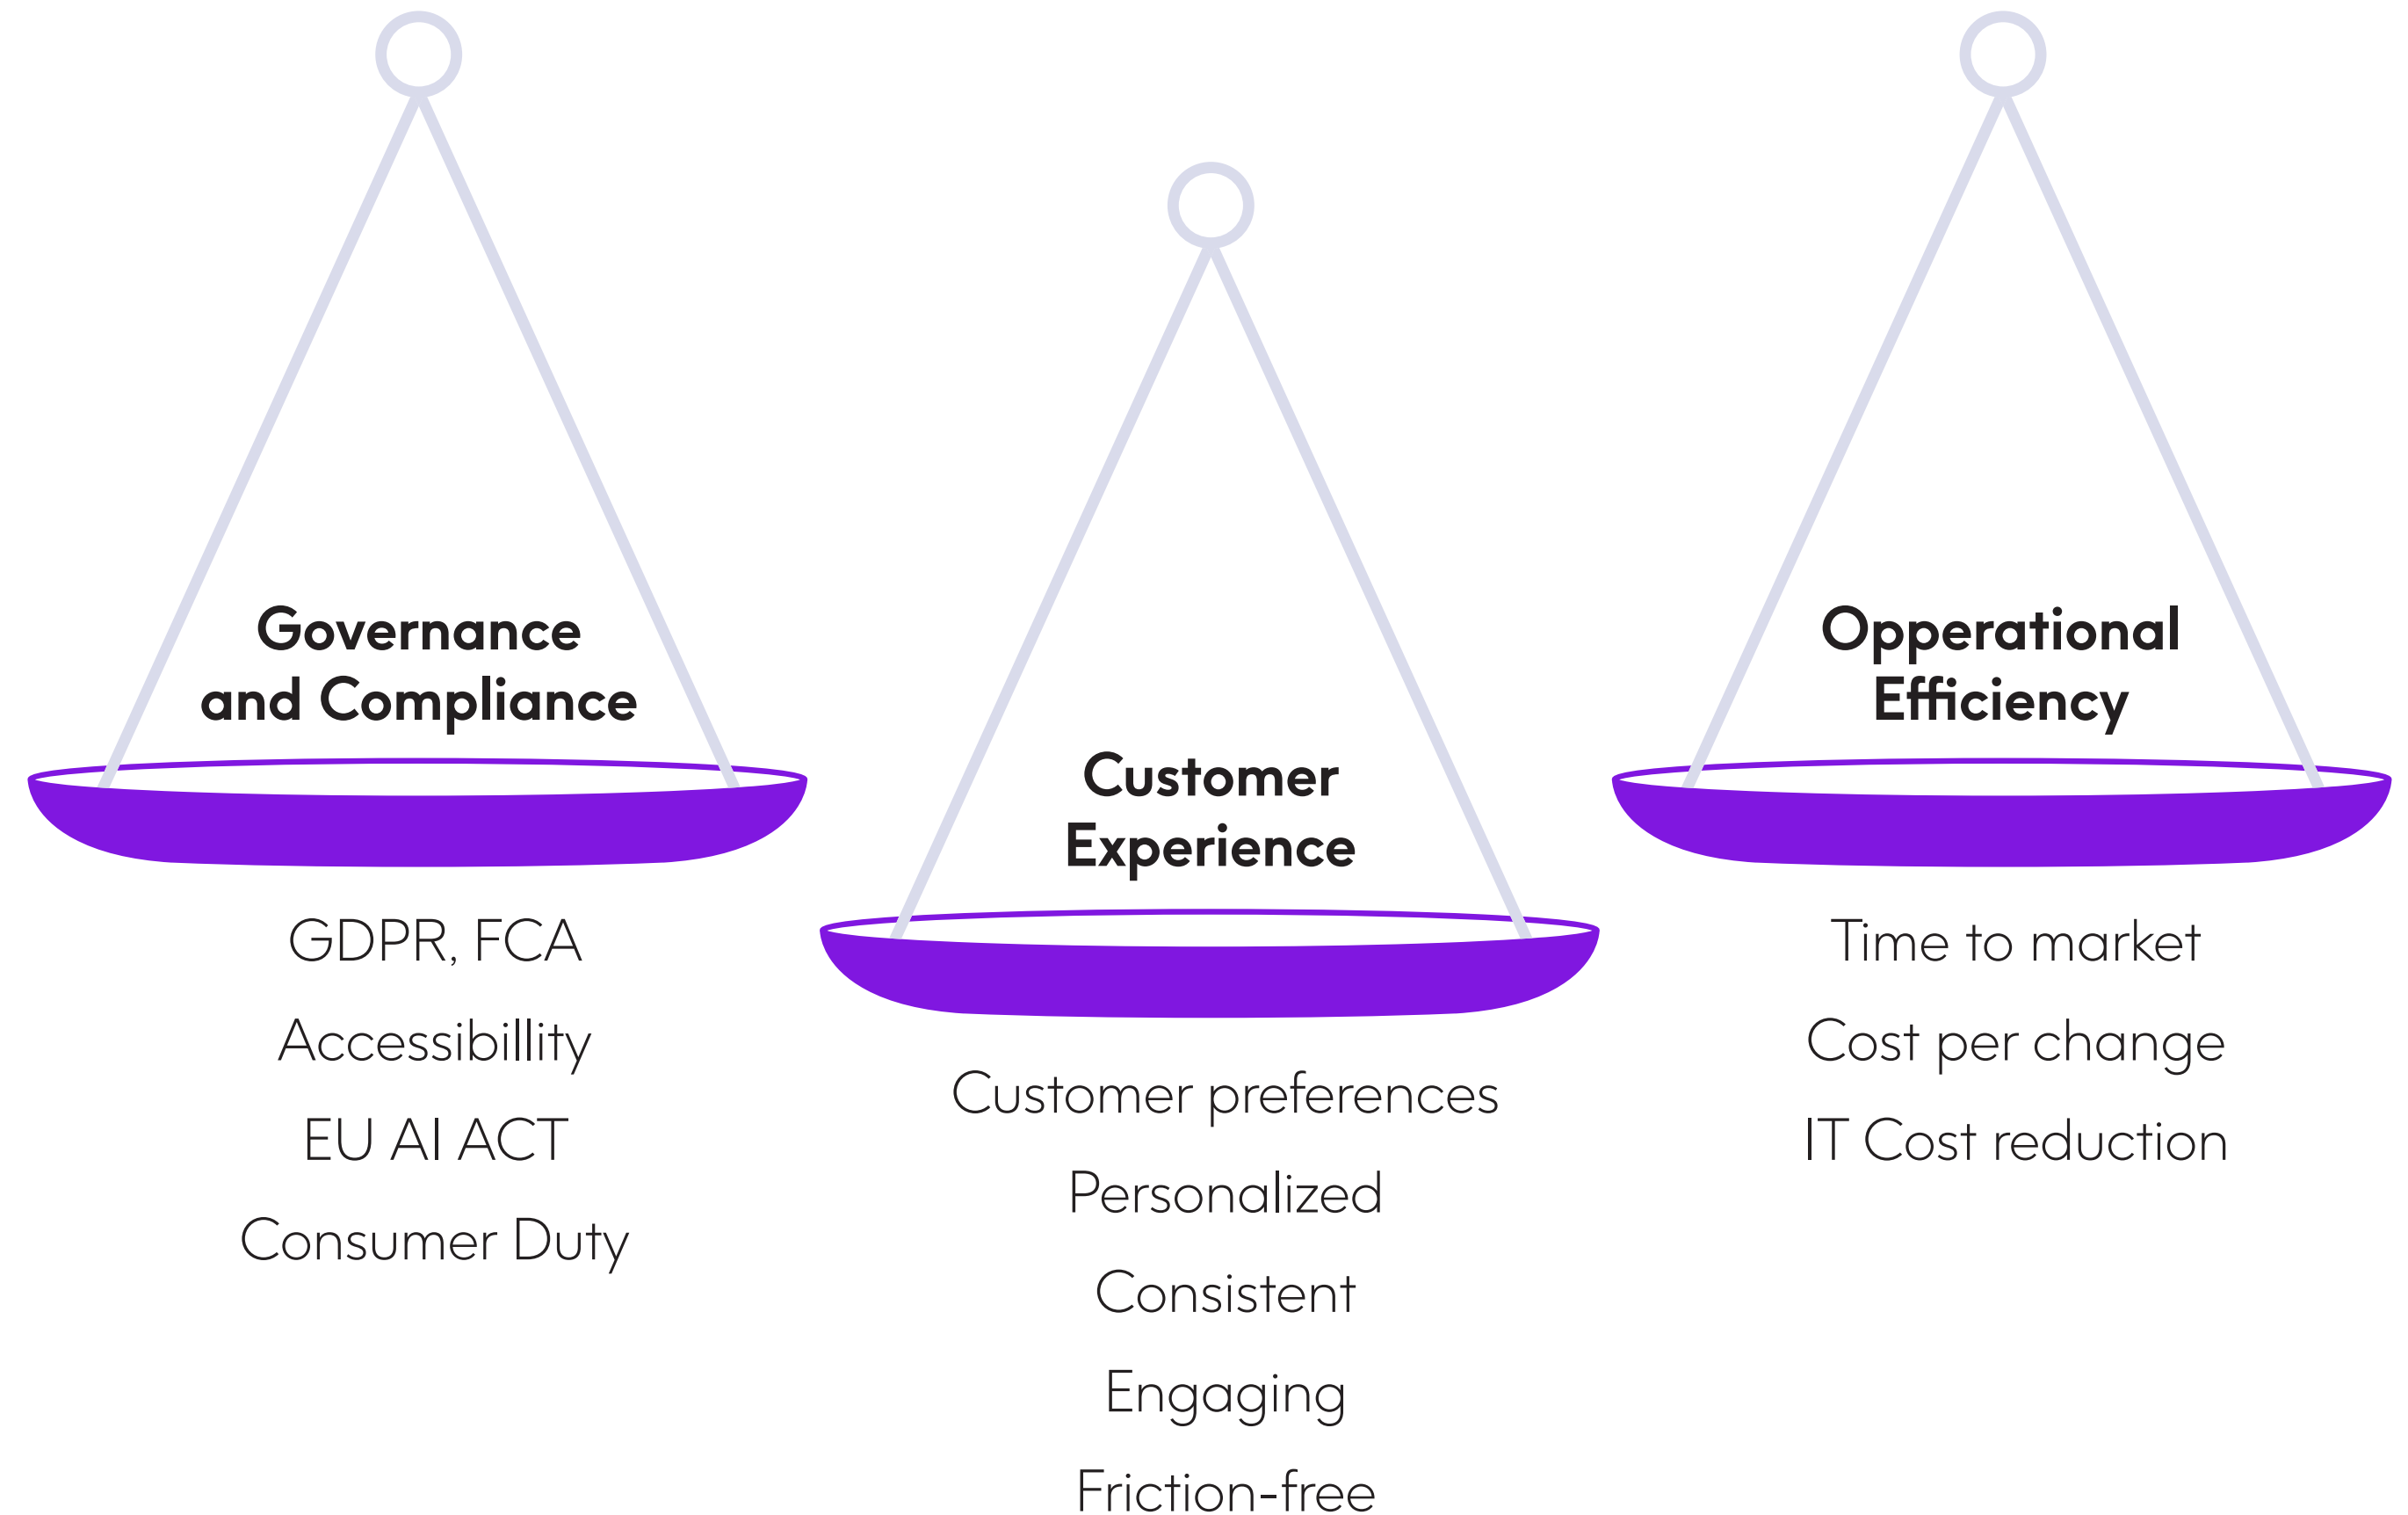 Governance
and Compliance
GDPR, FCA
Accessibillity
EU AI ACT
Consumer Duty
Customer
Experience
Customer preferences
Personalized
Consistent
Engaging
Friction-free
Opperational
Efficiency
Time to market
Cost per change
IT Cost reduction